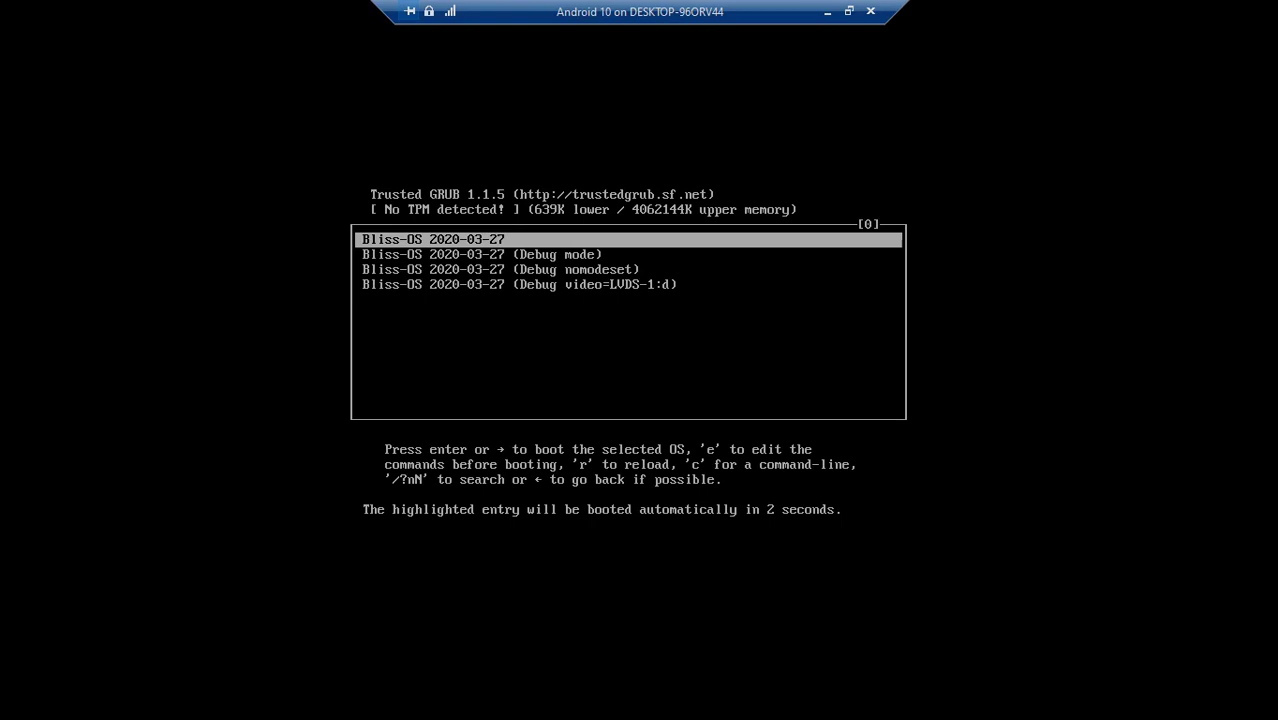 Android 10 on DESKTOP-96ORV44
Trusted GRUB 1.1.5 (http://trustedgrub.sf.net)
[ No TPM detected! ] (639K lower / 4062144K upper memory)
[0]
Bliss-OS 2020-03-27
Bliss-OS 2020-03-27 (Debug mode)
Bliss-OS 2020-03-27 (Debug nomodeset)
Bliss-OS 2020-03-27 (Debug video=LVDS-1:d)
Press enter or → to boot the selected OS, 'e' to edit the
commands before booting, 'r' to reload, 'c' for a command-line,
'/?nN' to search or ← to go back if possible.
The highlighted entry will be booted automatically in 2 seconds.